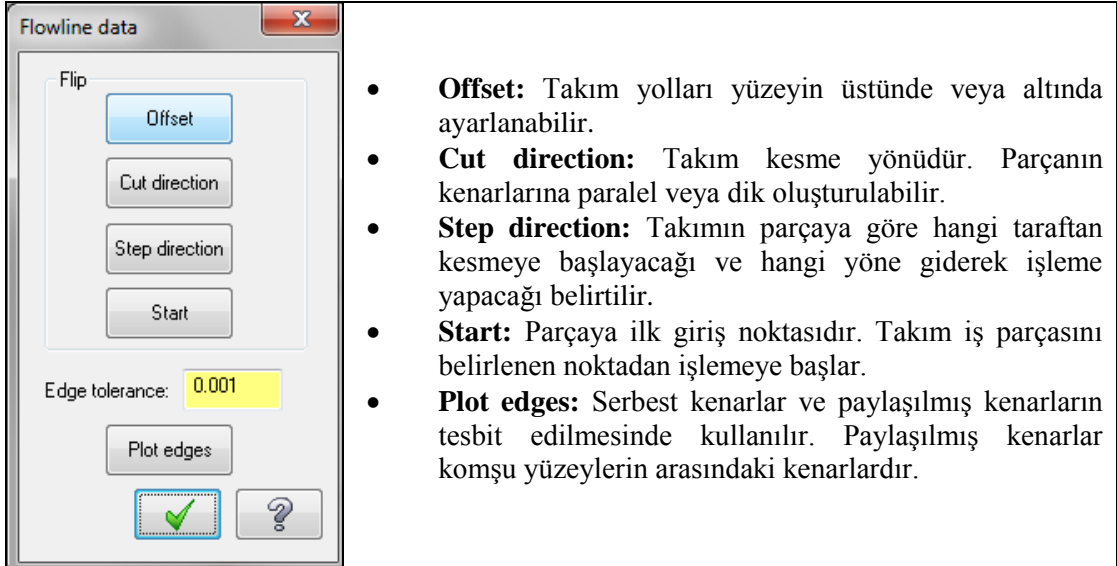 Flowline data
Flip
Offset
Cut direction
Step direction
Start
Edge tolerance: 0.001
Plot edges
• Offset: Takım yolları yüzeyin üstünde veya altında
ayarlanabilir.
• Cut direction: Takım kesme yönüdür. Parçanın
kenarlarına paralel veya dik oluşturulabilir.
• Step direction: Takımın parçaya göre hangi taraftan
kesmeye başlayacağı ve hangi yöne giderek işleme
yapacağı belirtilir.
• Start: Parçaya ilk giriş noktasıdır. Takım iş parçasını
belirlenen noktadan işlemeye başlar.
• Plot edges: Serbest kenarlar ve paylaşılmış kenarların
tesbit edilmesinde kullanılır. Paylaşılmış kenarlar
komşu yüzeylerin arasındaki kenarlardır.